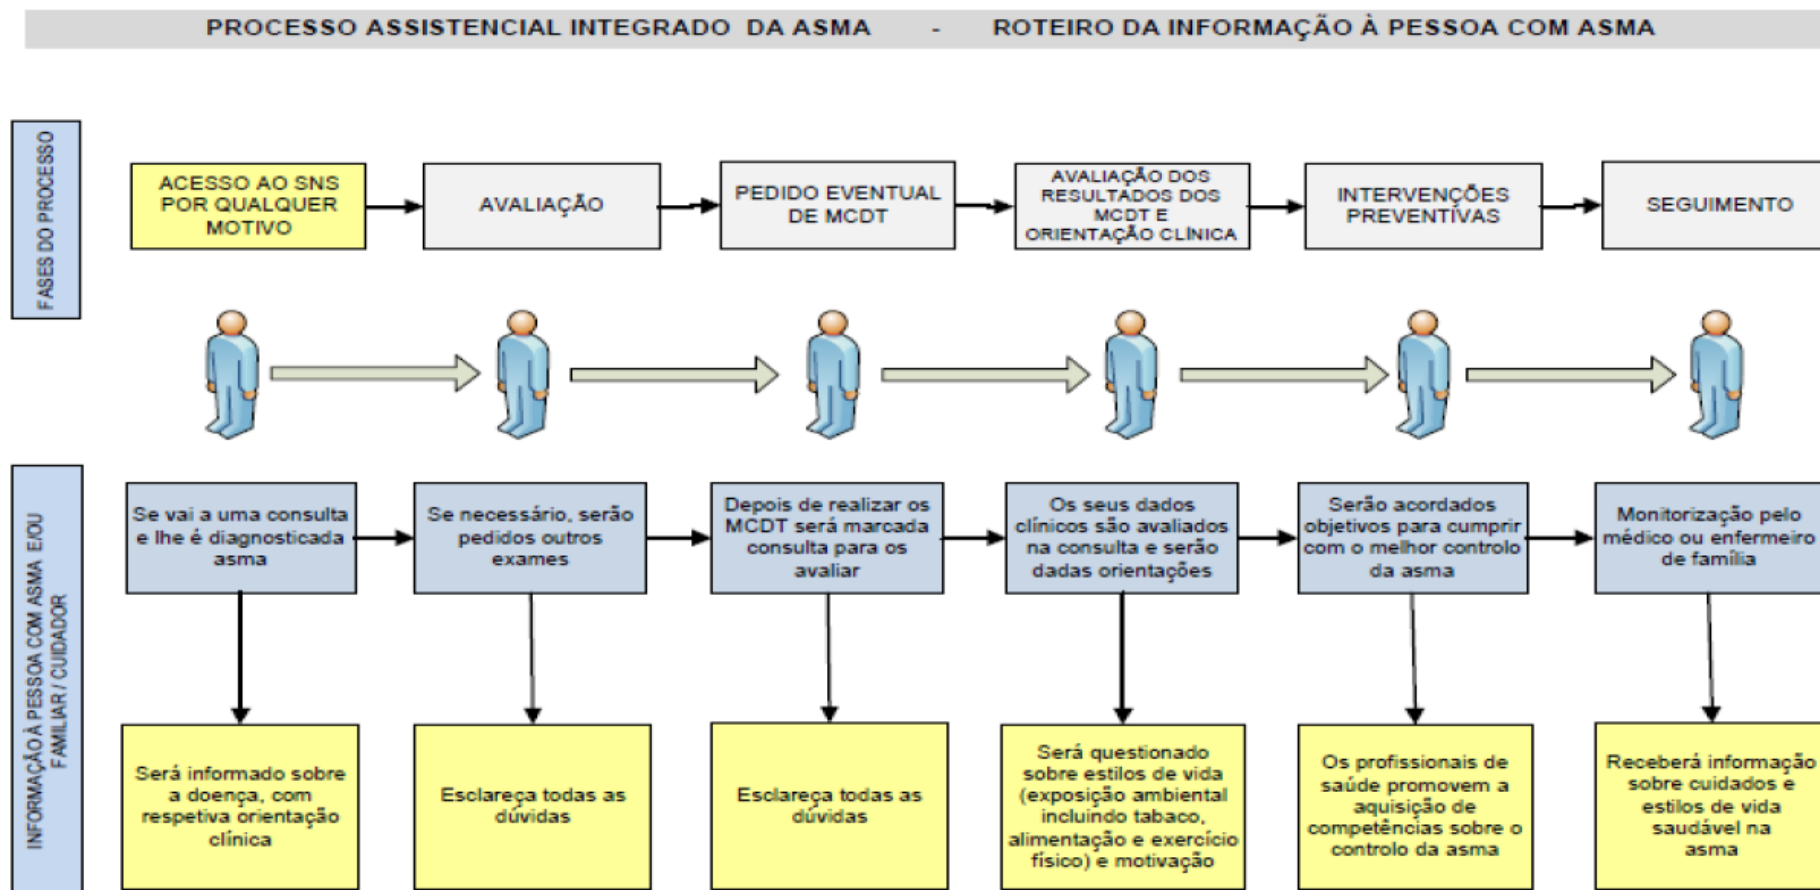 PROCESSO ASSISTENCIAL INTEGRADO DA ASMA - ROTEIRO DA INFORMAÇÃO À PESSOA COM ASMA
FASES DO PROCESSO
ACESSO AO SNS
POR QUALQUER
MOTIVO
AVALIAÇÃO
PEDIDO EVENTUAL
DE MCDT
AVALIAÇÃO DOS
RESULTADOS DOS
MCDT E
ORIENTAÇÃO CLÍNICA
INTERVENÇÕES
PREVENTIVAS
SEGUIMENTO
INFORMAÇÃO À PESSOA COM ASMA E/OU
FAMILIAR / CUIDADOR
Se vai a uma consulta
e lhe é diagnosticada
asma
Se necessário, serão
pedidos outros
exames
Depois de realizar os
MCDT será marcada
consulta para os
avaliar
Os seus dados
clínicos são avaliados
na consulta e serão
dadas orientações
Serão acordados
objetivos para cumprir
com o melhor controlo
da asma
Monitorização pelo
médico ou enfermeiro
de família
Será informado sobre
a doença, com
respetiva orientação
clínica
Esclareça todas as
dúvidas
Esclareça todas as
dúvidas
Será questionado
sobre estilos de vida
(exposição ambiental
incluindo tabaco,
alimentação e exercício
físico) e motivação
Os profissionais de
saúde promovem a
aquisição de
competências sobre o
controlo da asma
Receberá informação
sobre cuidados e
estilos de vida
saudável na
asma